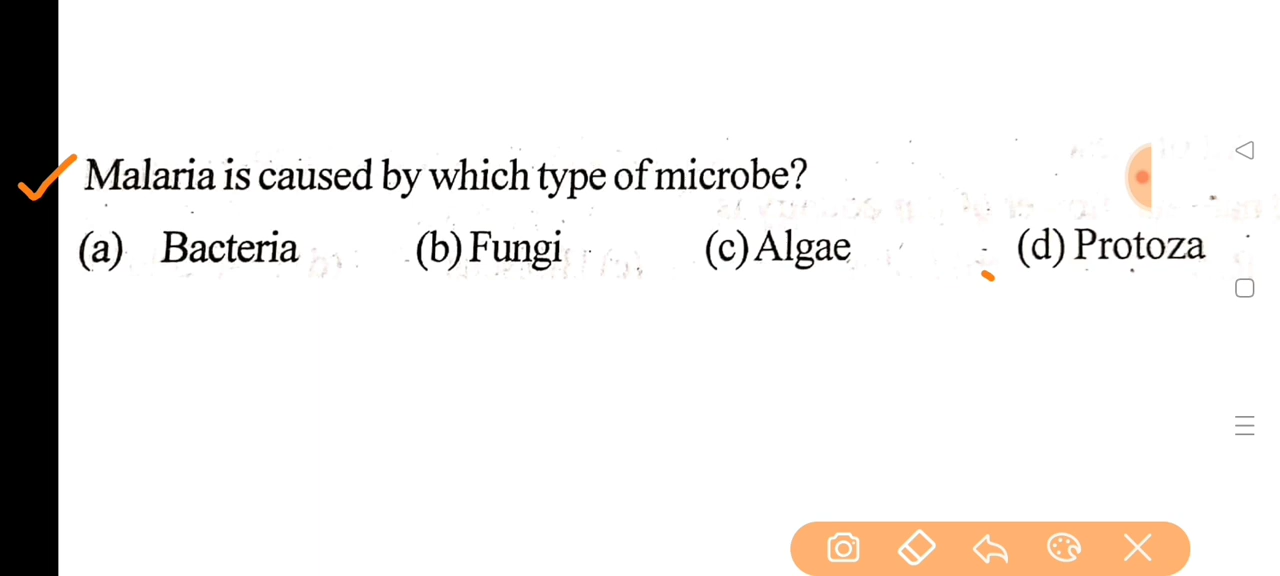 Malaria is caused by which type of microbe?
(a) Bacteria (b) Fungi (c) Algae (d) Protoza